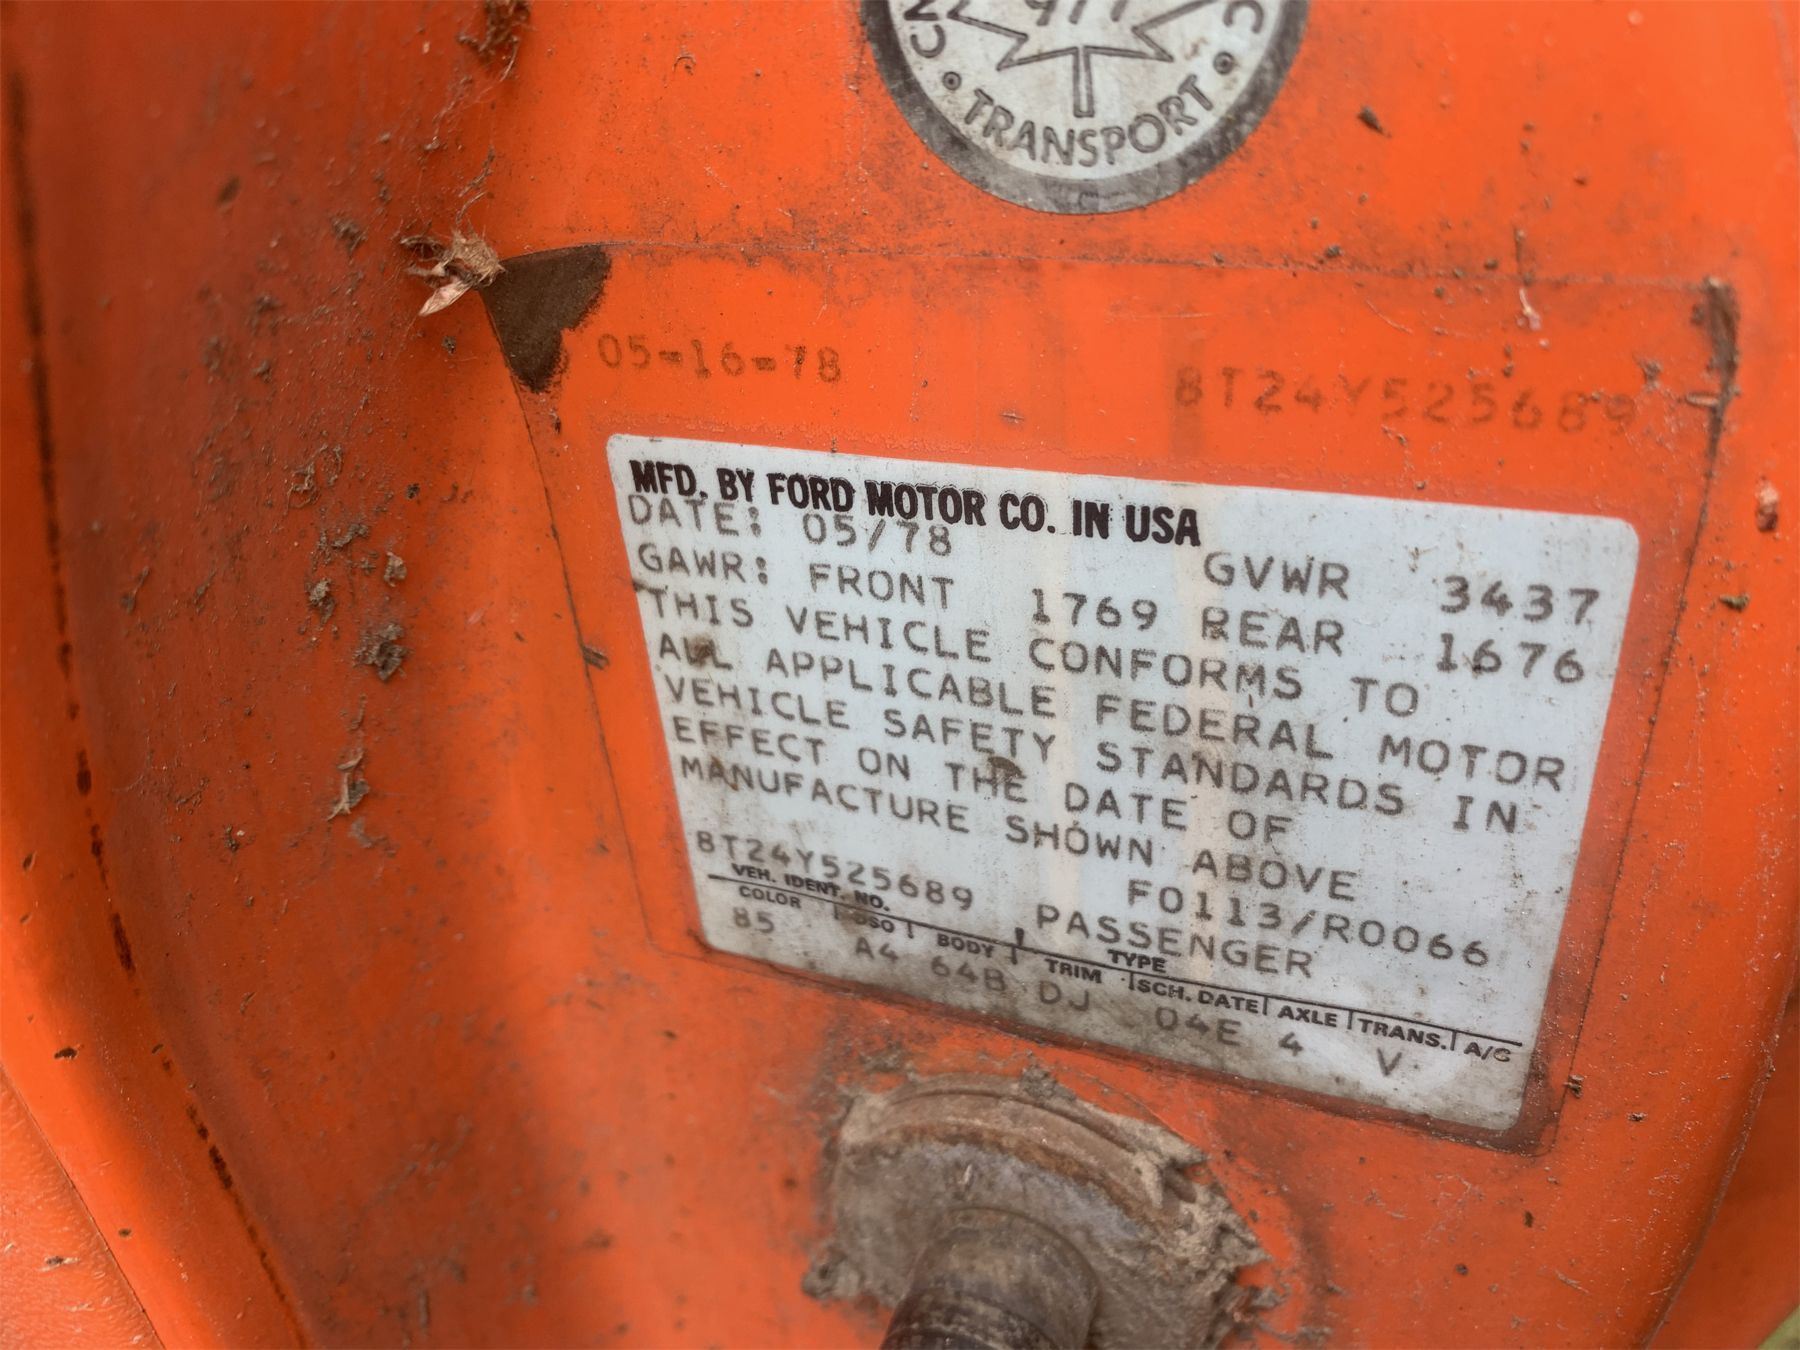 TRANSPORT
05-16-78
8T24Y525689
MFD. BY FORD MOTOR CO. IN USA
DATE: 05/78 GVWR 3437
GAWR: FRONT 1769 REAR 1676
THIS VEHICLE CONFORMS TO
ALL APPLICABLE FEDERAL MOTOR
VEHICLE SAFETY STANDARDS IN
EFFECT ON THE DATE OF
MANUFACTURE SHOWN ABOVE
F0113/R0066
8T24Y525689 PASSENGER
VEH. IDENT. NO. TYPE
COLOR DSO BODY TRIM SCH. DATE AXLE TRANS. A/C
85 A4 64B DJ 04E 4 V